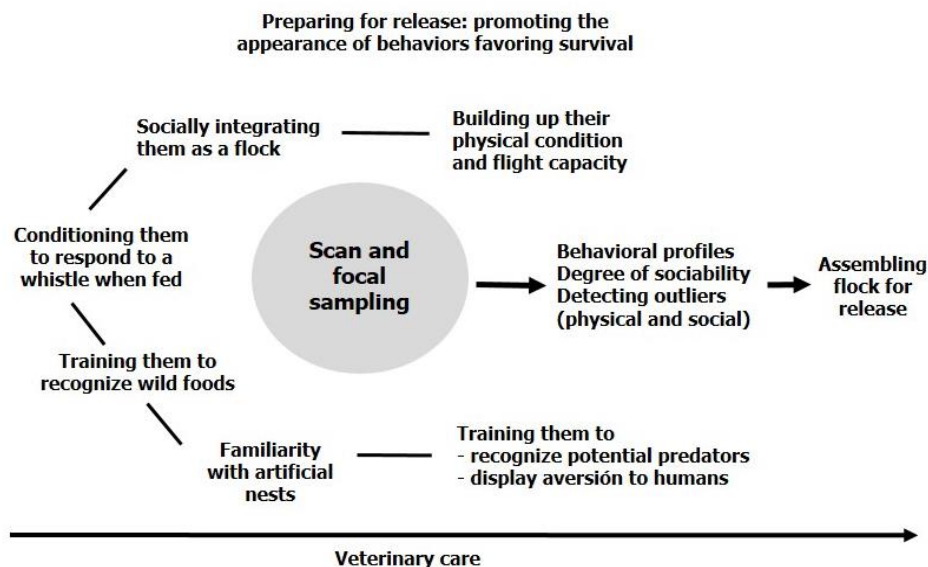 Preparing for release: promoting the
appearance of behaviors favoring survival
Socially integrating
them as a flock
Building up their
physical condition
and flight capacity
Conditioning them
to respond to a
whistle when fed
Scan and
focal
sampling
Behavioral profiles
Degree of sociability
Detecting outliers
(physical and social)
Assembling
flock for
release
Training them to
recognize wild foods
Familiarity
with artificial
nests
Training them to
- recognize potential predators
- display aversión to humans
Veterinary care